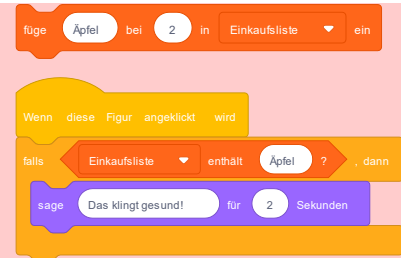 füge Äpfel bei 2 in Einkaufsliste ein
Wenn diese Figur angeklickt wird
falls Einkaufsliste enthält Äpfel ? , dann
sage Das klingt gesund! für 2 Sekunden